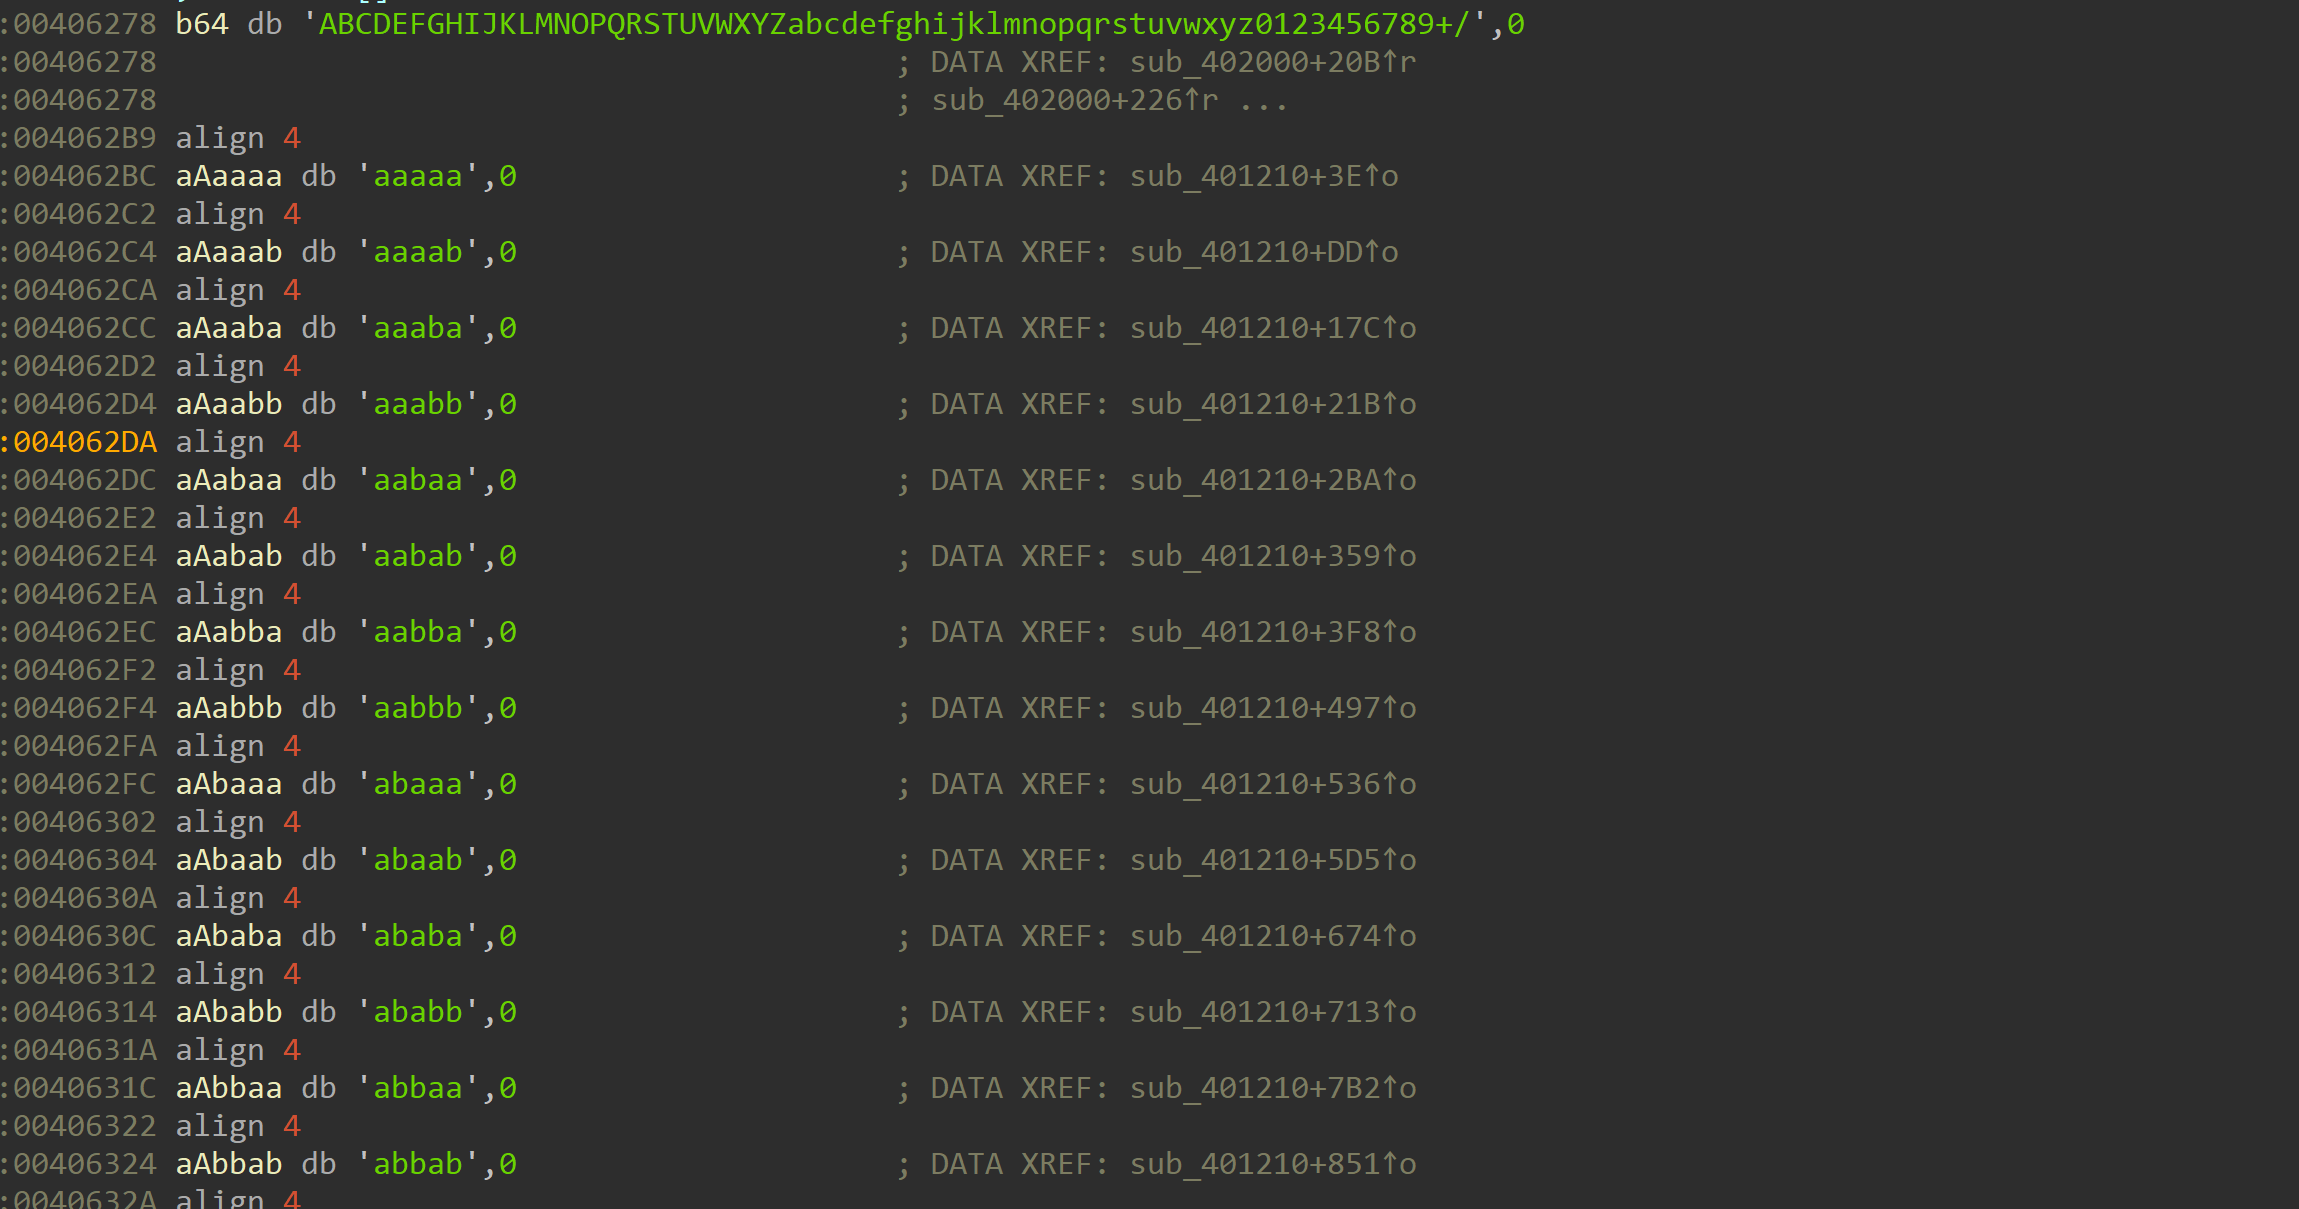 :00406278 b64 db 'ABCDEFGHIJKLMNOPQRSTUVWXYZabcdefghijklmnopqrstuvwxyz0123456789+/',0
:00406278 ; DATA XREF: sub_402000+20B↑r
:00406278 ; sub_402000+226↑r ...
:004062B9 align 4
:004062BC aAaaaa db 'aaaaa',0 ; DATA XREF: sub_401210+3E↑o
:004062C2 align 4
:004062C4 aAaaab db 'aaaab',0 ; DATA XREF: sub_401210+DD↑o
:004062CA align 4
:004062CC aAaaba db 'aaaba',0 ; DATA XREF: sub_401210+17C↑o
:004062D2 align 4
:004062D4 aAaabb db 'aaabb',0 ; DATA XREF: sub_401210+21B↑o
:004062DA align 4
:004062DC aAabaa db 'aabaa',0 ; DATA XREF: sub_401210+2BA↑o
:004062E2 align 4
:004062E4 aAabab db 'aabab',0 ; DATA XREF: sub_401210+359↑o
:004062EA align 4
:004062EC aAabba db 'aabba',0 ; DATA XREF: sub_401210+3F8↑o
:004062F2 align 4
:004062F4 aAabbb db 'aabbb',0 ; DATA XREF: sub_401210+497↑o
:004062FA align 4
:004062FC aAbaaa db 'abaaa',0 ; DATA XREF: sub_401210+536↑o
:00406302 align 4
:00406304 aAbaab db 'abaab',0 ; DATA XREF: sub_401210+5D5↑o
:0040630A align 4
:0040630C aAbaba db 'ababa',0 ; DATA XREF: sub_401210+674↑o
:00406312 align 4
:00406314 aAbabb db 'ababb',0 ; DATA XREF: sub_401210+713↑o
:0040631A align 4
:0040631C aAbbaa db 'abbaa',0 ; DATA XREF: sub_401210+7B2↑o
:00406322 align 4
:00406324 aAbbab db 'abbab',0 ; DATA XREF: sub_401210+851↑o
:0040632A align 4